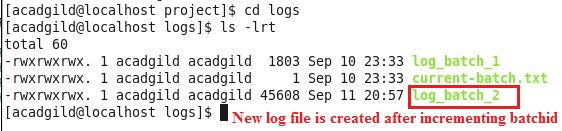 [acadgild@localhost project]$ cd logs
[acadgild@localhost logs]$ ls -lrt
total 60
-rwxrwxrwx. 1 acadgild acadgild  1803 Sep 10 23:33 log_batch_1
-rwxrwxrwx. 1 acadgild acadgild     1 Sep 10 23:33 current-batch.txt
-rwxrwxrwx. 1 acadgild acadgild 45608 Sep 11 20:57 log_batch_2
[acadgild@localhost logs]$ New log file is created after incrementing batchid